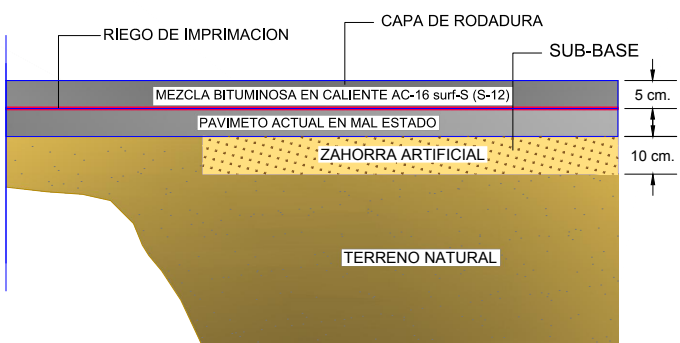 CAPA DE RODADURA
RIEGO DE IMPRIMACION
SUB-BASE
MEZCLA BITUMINOSA EN CALIENTE AC-16 surf-S (S-12)
5 cm.
PAVIMETO ACTUAL EN MAL ESTADO
ZAHORRA ARTIFICIAL
10 cm.
TERRENO NATURAL